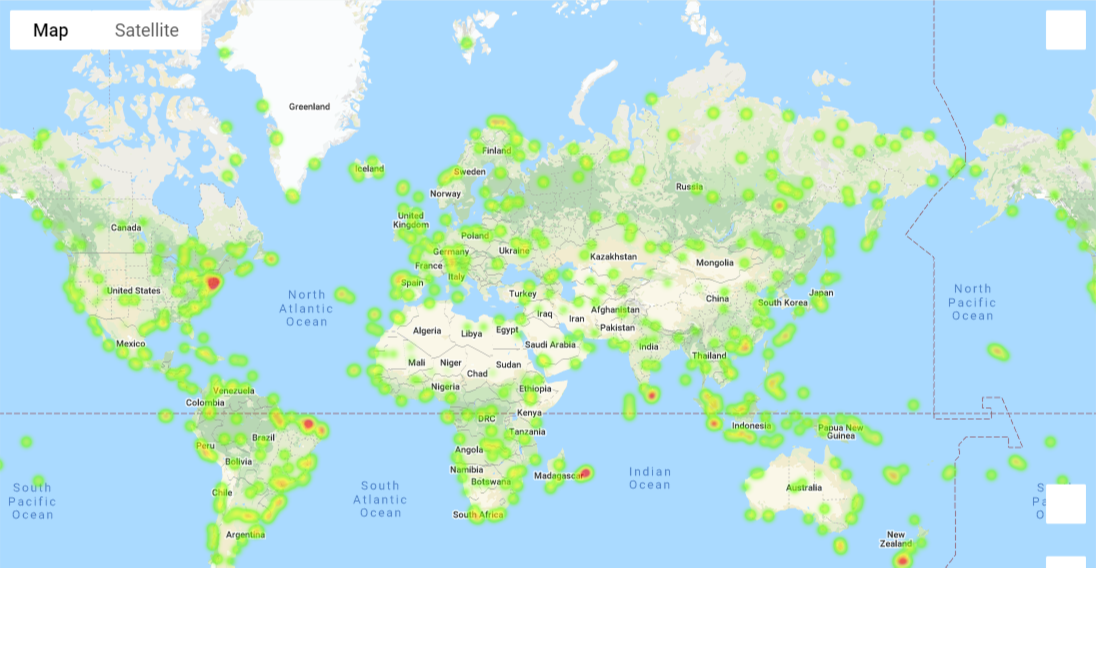 Map Satellite
Greenland
Iceland
Finland
Sweden
Norway
Russia
United
Kingdom
Canada
Poland
Germany
Ukraine
France
Kazakhstan
Mongolia
Italy
Spain
United States
North
Atlantic
Ocean
Turkey
China
South Korea
Japan
North
Pacific
Ocean
Iraq
Iran
Afghanistan
Pakistan
Algeria
Libya
Egypt
Mexico
Saudi Arabia
India
Thailand
Mali
Niger
Chad
Sudan
Nigeria
Ethiopia
Venezuela
Colombia
DRC
Kenya
Tanzania
Indonesia
Papua New
Guinea
Brazil
Peru
Angola
Bolivia
Namibia
Botswana
Madagascar
Indian
Ocean
Chile
South
Pacific
Ocean
South
Atlantic
Ocean
Australia
South Africa
Argentina
New
Zealand
S
Pa
O